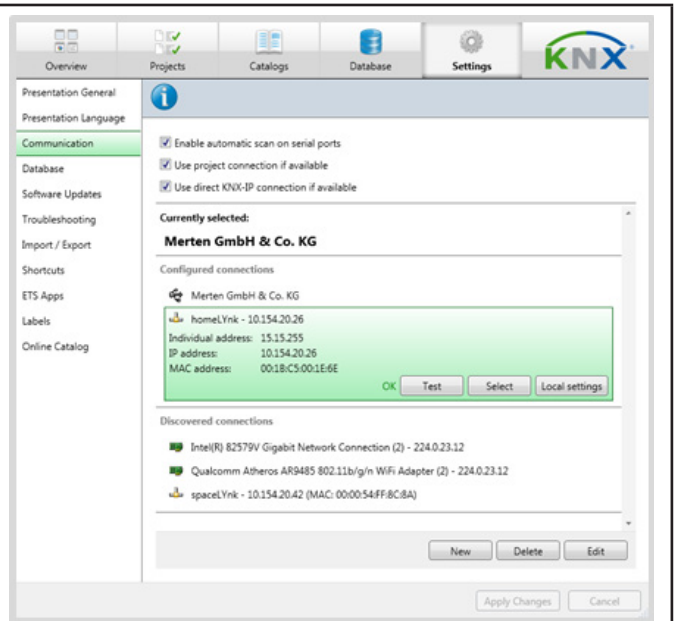 Overview Projects Catalogs Database Settings KNX
Presentation General
Presentation Language
Communication
Database
Software Updates
Troubleshooting
Import / Export
Shortcuts
ETS Apps
Labels
Online Catalog
Enable automatic scan on serial ports
Use project connection if available
Use direct KNX-IP connection if available
Currently selected:
Merten GmbH & Co. KG
Configured connections
Merten GmbH & Co. KG
homeLYnk - 10.154.20.26
Individual address: 15.15.255
IP address: 10.154.20.26
MAC address: 00:1B:C5:00:1E:6E
OK Test Select Local settings
Discovered connections
Intel(R) 82579V Gigabit Network Connection (2) - 224.0.23.12
Qualcomm Atheros AR9485 802.11b/g/n WiFi Adapter (2) - 224.0.23.12
spaceLYnk - 10.154.20.42 (MAC: 00:00:54:FF:8C:8A)
New Delete Edit
Apply Changes Cancel